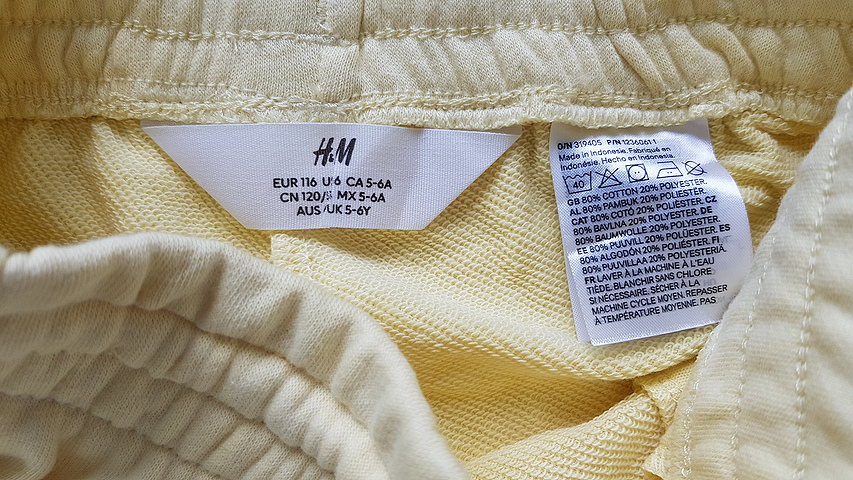 H&M
EUR 116 US 6 CA 5-6A
CN 120/ MX 5-6A
AUS/UK 5-6Y
O/N 319405 P/N 12360611
Made in Indonesia. Fabriqué en
Indonésie. Hecho en Indonesia.
40
GB 80% COTTON 20% POLYESTER.
AL 80% PAMBUK 20% POLIESTËR.
CAT 80% COTÓ 20% POLIÈSTER. CZ
80% BAVLNA 20% POLYESTER. DE
80% BAUMWOLLE 20% POLYESTER.
EE 80% PUUVILL 20% POLÜESTER. ES
80% ALGODÓN 20% POLIÉSTER. FI
80% PUUVILLAA 20% POLYESTERIÄ.
FR LAVER À LA MACHINE À L'EAU
TIÈDE. BLANCHIR SANS CHLORE
SI NÉCESSAIRE. SÉCHER À LA
MACHINE CYCLE MOYEN. REPASSER
À TEMPÉRATURE MOYENNE. PAS